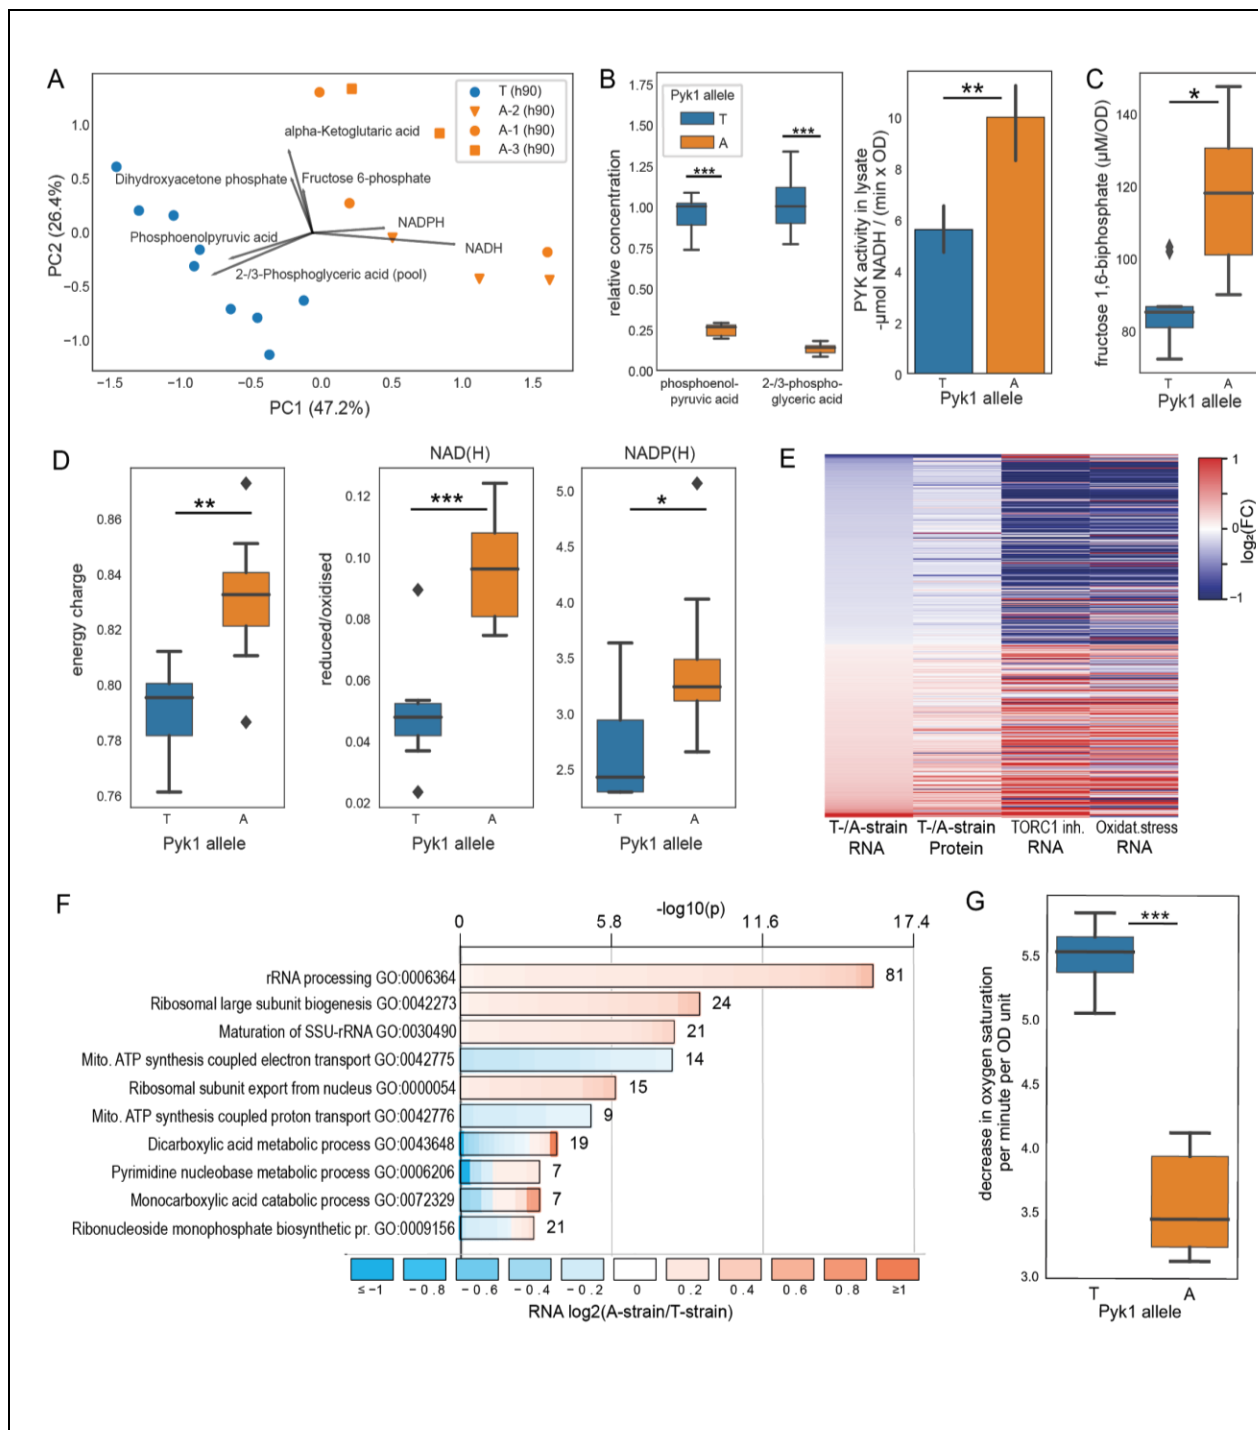 A
T (h90)
A-2 (h90)
A-1 (h90)
A-3 (h90)
alpha-Ketoglutaric acid
Dihydroxyacetone phosphate
Fructose 6-phosphate
NADPH
NADH
Phosphoenolpyruvic acid
2-/3-Phosphoglyceric acid (pool)
PC2 (26.4%)
1.0
0.5
0.0
−0.5
−1.0
−1.5
−1.0
−0.5
0.0
0.5
1.0
1.5
PC1 (47.2%)
B
Pyk1 allele
T
A
***
***
relative concentration
1.75
1.50
1.25
1.00
0.75
0.50
0.25
0.00
phosphoenol-
pyruvic acid
2-/3-phospho-
glyceric acid
**
PYK activity in lysate
-µmol NADH / (min x OD)
10
8
6
4
2
0
T
A
Pyk1 allele
C
*
fructose 1,6-biphosphate (µM/OD)
140
120
100
80
T
A
Pyk1 allele
D
**
energy charge
0.86
0.84
0.82
0.80
0.78
0.76
T
A
Pyk1 allele
NAD(H)
***
reduced/oxidised
0.12
0.10
0.08
0.06
0.04
0.02
T
A
Pyk1 allele
NADP(H)
*
5.0
4.5
4.0
3.5
3.0
2.5
T
A
Pyk1 allele
E
1
0
−1
log₂(FC)
T-/A-strain
RNA
T-/A-strain
Protein
TORC1 inh.
RNA
Oxidat.stress
RNA
F
-log10(p)
0
5.8
11.6
17.4
rRNA processing GO:0006364
81
Ribosomal large subunit biogenesis GO:0042273
24
Maturation of SSU-rRNA GO:0030490
21
Mito. ATP synthesis coupled electron transport GO:0042775
14
Ribosomal subunit export from nucleus GO:0000054
15
Mito. ATP synthesis coupled proton transport GO:0042776
9
Dicarboxylic acid metabolic process GO:0043648
19
Pyrimidine nucleobase metabolic process GO:0006206
7
Monocarboxylic acid catabolic process GO:0072329
7
Ribonucleoside monophosphate biosynthetic pr. GO:0009156
21
≤ −1
− 0 . 8
− 0 . 6
− 0 . 4
− 0 . 2
0
0 . 2
0 . 4
0 . 6
0 . 8
≥1
RNA log2(A-strain/T-strain)
G
***
decrease in oxygen saturation
per minute per OD unit
5.5
5.0
4.5
4.0
3.5
3.0
T
A
Pyk1 allele